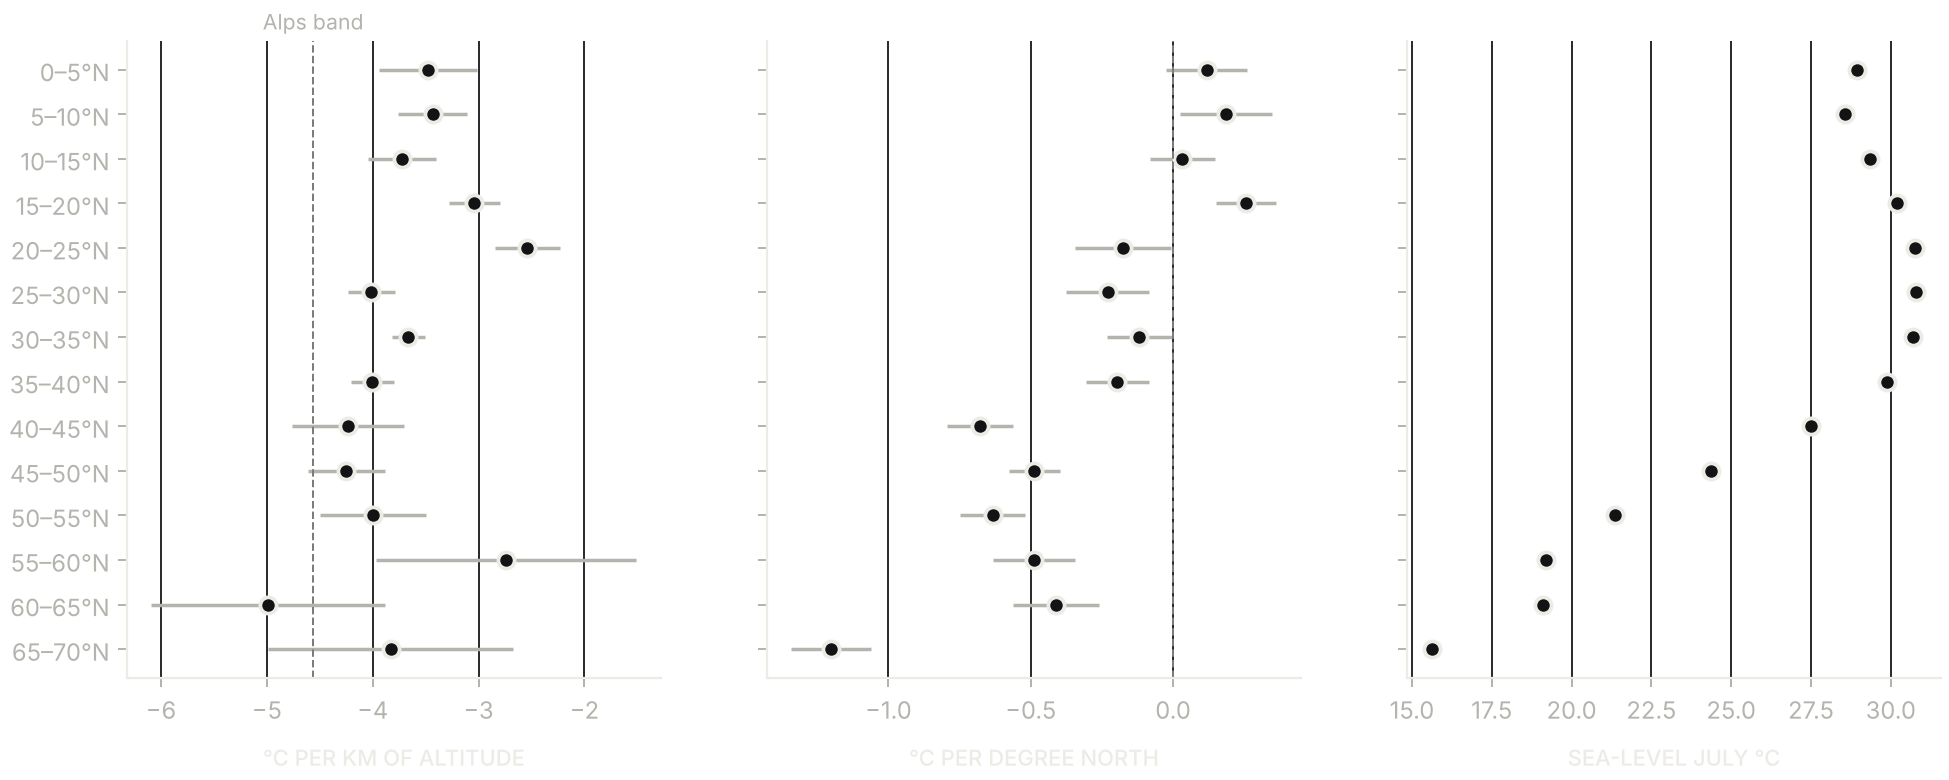 Alps band
0–5°N
5–10°N
10–15°N
15–20°N
20–25°N
25–30°N
30–35°N
35–40°N
40–45°N
45–50°N
50–55°N
55–60°N
60–65°N
65–70°N
−6 −5 −4 −3 −2
−1.0 −0.5 0.0
15.0 17.5 20.0 22.5 25.0 27.5 30.0
°C PER KM OF ALTITUDE
°C PER DEGREE NORTH
SEA-LEVEL JULY °C